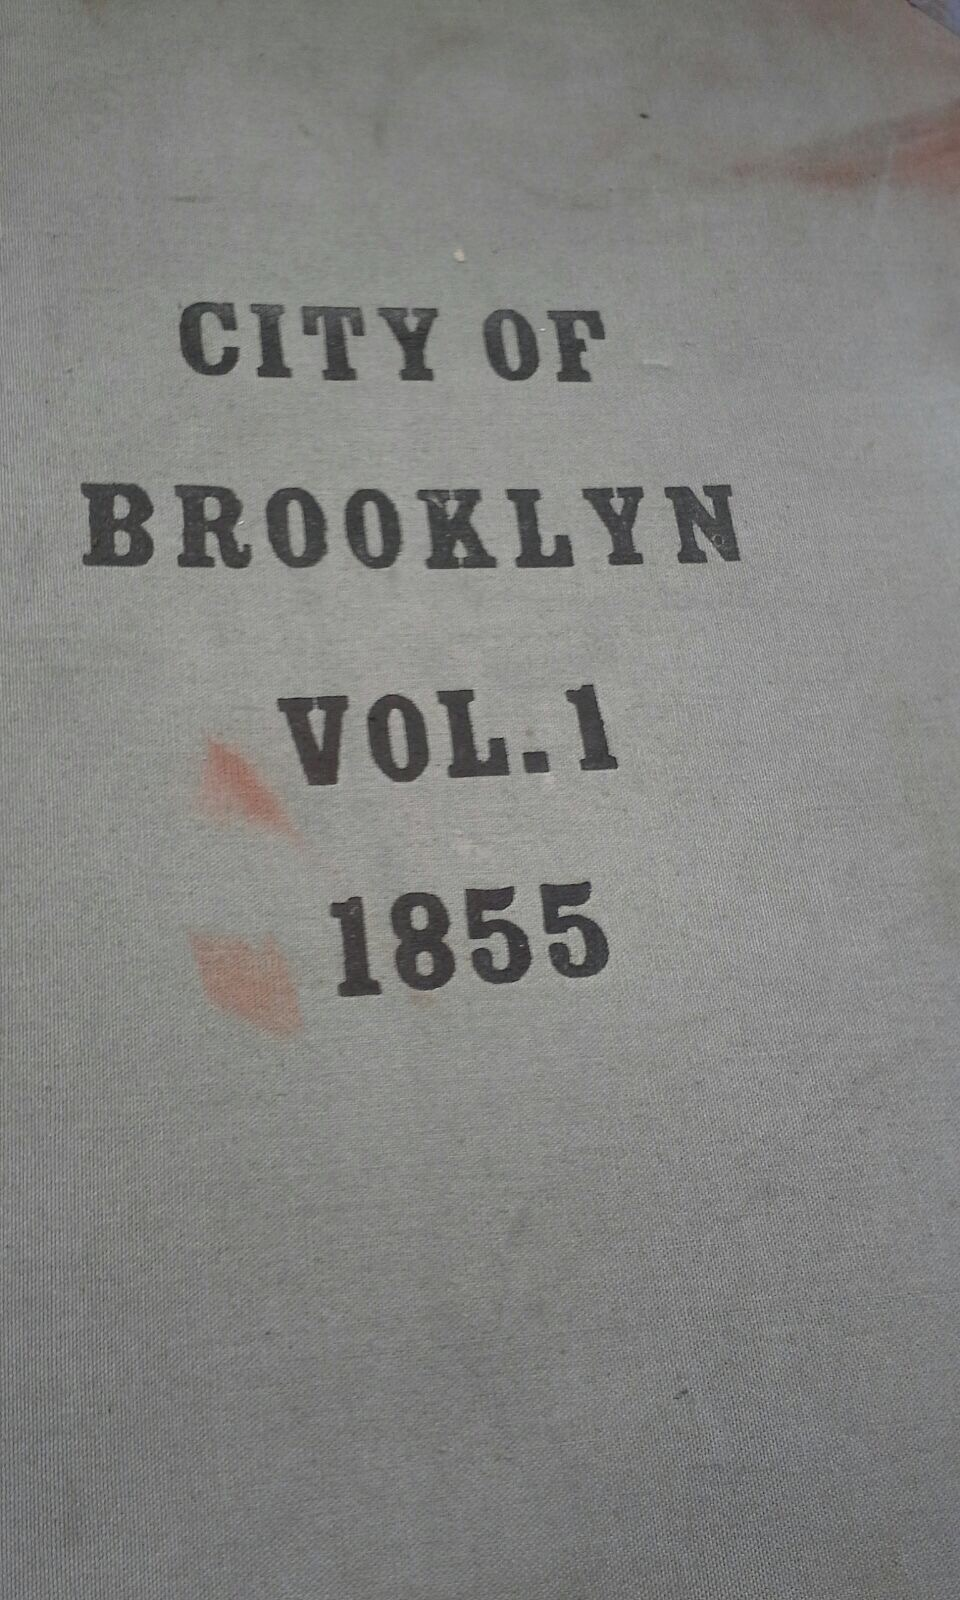 CITY OF
BROOKLYN
VOL. 1
1855